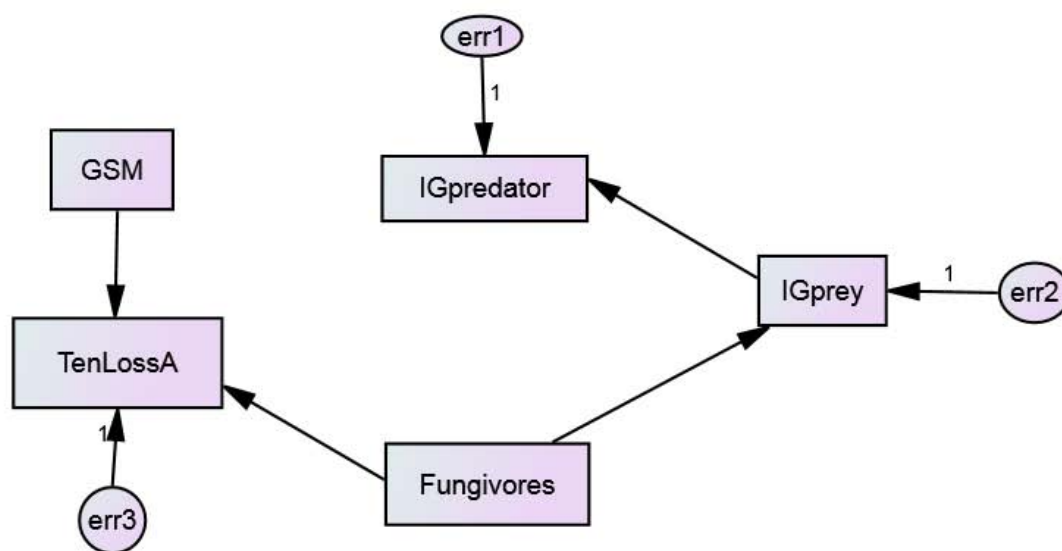 err1
1
GSM
IGpredator
IGprey
1
err2
TenLossA
1
Fungivores
err3